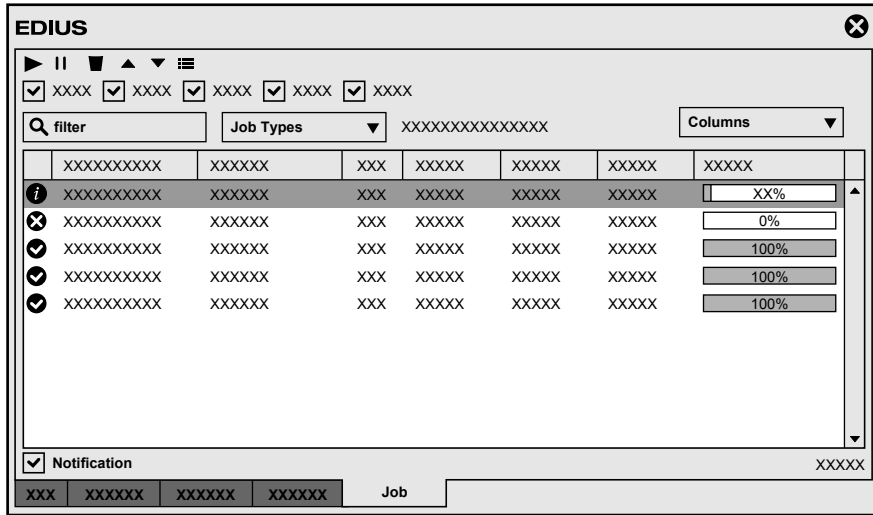 EDIUS
XXXX XXXX XXXX XXXX XXXX
filter Job Types XXXXXXXXXXXXXXX Columns
XXXXXXXXXX XXXXXX XXX XXXXX XXXXX XXXXX XXXXX
XXXXXXXXXX XXXXXX XXX XXXXX XXXXX XXXXX XX%
XXXXXXXXXX XXXXXX XXX XXXXX XXXXX XXXXX 0%
XXXXXXXXXX XXXXXX XXX XXXXX XXXXX XXXXX 100%
XXXXXXXXXX XXXXXX XXX XXXXX XXXXX XXXXX 100%
XXXXXXXXXX XXXXXX XXX XXXXX XXXXX XXXXX 100%
Notification XXXXX
XXX XXXXXX XXXXXX XXXXXX Job